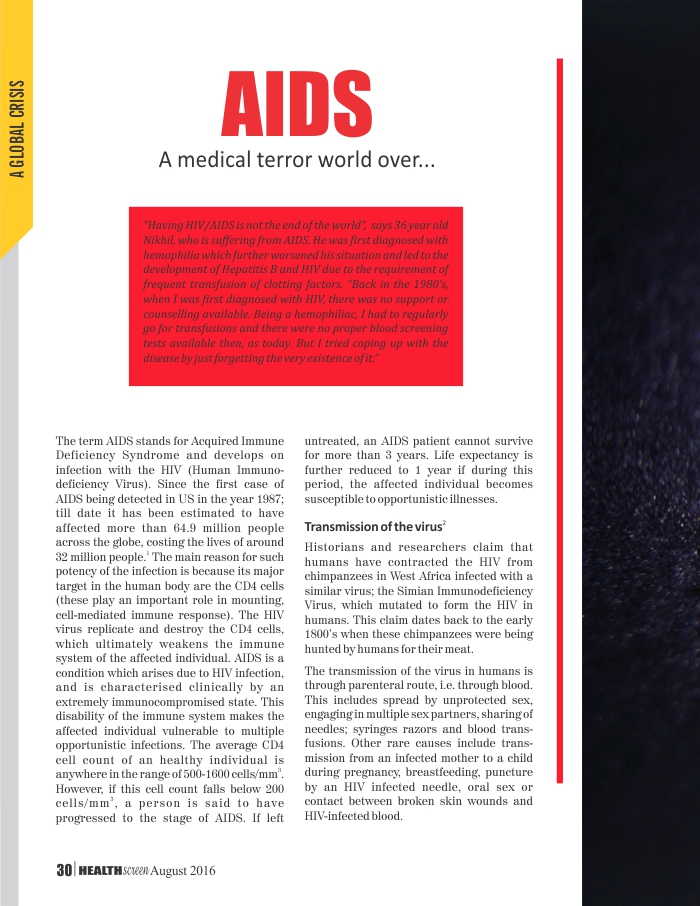 A GLOBAL CRISIS
AIDS
A medical terror world over...
"Having HIV/AIDS is not the end of the world", says 36 year old
Nikhil, who is suffering from AIDS. He was first diagnosed with
hemophilia which further worsened his situation and led to the
development of Hepatitis B and HIV due to the requirement of
frequent transfusion of clotting factors. "Back in the 1980's,
when I was first diagnosed with HIV, there was no support or
counselling available. Being a hemophiliac, I had to regularly
go for transfusions and there were no proper blood screening
tests available then, as today. But I tried coping up with the
disease by just forgetting the very existence of it."
The term AIDS stands for Acquired Immune
Deficiency Syndrome and develops on
infection with the HIV (Human Immuno-
deficiency Virus). Since the first case of
AIDS being detected in US in the year 1987;
till date it has been estimated to have
affected more than 64.9 million people
across the globe, costing the lives of around
32 million people.¹ The main reason for such
potency of the infection is because its major
target in the human body are the CD4 cells
(these play an important role in mounting,
cell-mediated immune response). The HIV
virus replicate and destroy the CD4 cells,
which ultimately weakens the immune
system of the affected individual. AIDS is a
condition which arises due to HIV infection,
and is characterised clinically by an
extremely immunocompromised state. This
disability of the immune system makes the
affected individual vulnerable to multiple
opportunistic infections. The average CD4
cell count of an healthy individual is
anywhere in the range of 500-1600 cells/mm³.
However, if this cell count falls below 200
cells/mm³, a person is said to have
progressed to the stage of AIDS. If left
untreated, an AIDS patient cannot survive
for more than 3 years. Life expectancy is
further reduced to 1 year if during this
period, the affected individual becomes
susceptible to opportunistic illnesses.
Transmission of the virus²
Historians and researchers claim that
humans have contracted the HIV from
chimpanzees in West Africa infected with a
similar virus; the Simian Immunodeficiency
Virus, which mutated to form the HIV in
humans. This claim dates back to the early
1800's when these chimpanzees were being
hunted by humans for their meat.
The transmission of the virus in humans is
through parenteral route, i.e. through blood.
This includes spread by unprotected sex,
engaging in multiple sex partners, sharing of
needles; syringes razors and blood trans-
fusions. Other rare causes include trans-
mission from an infected mother to a child
during pregnancy, breastfeeding, puncture
by an HIV infected needle, oral sex or
contact between broken skin wounds and
HIV-infected blood.
30 HEALTHscreen August 2016